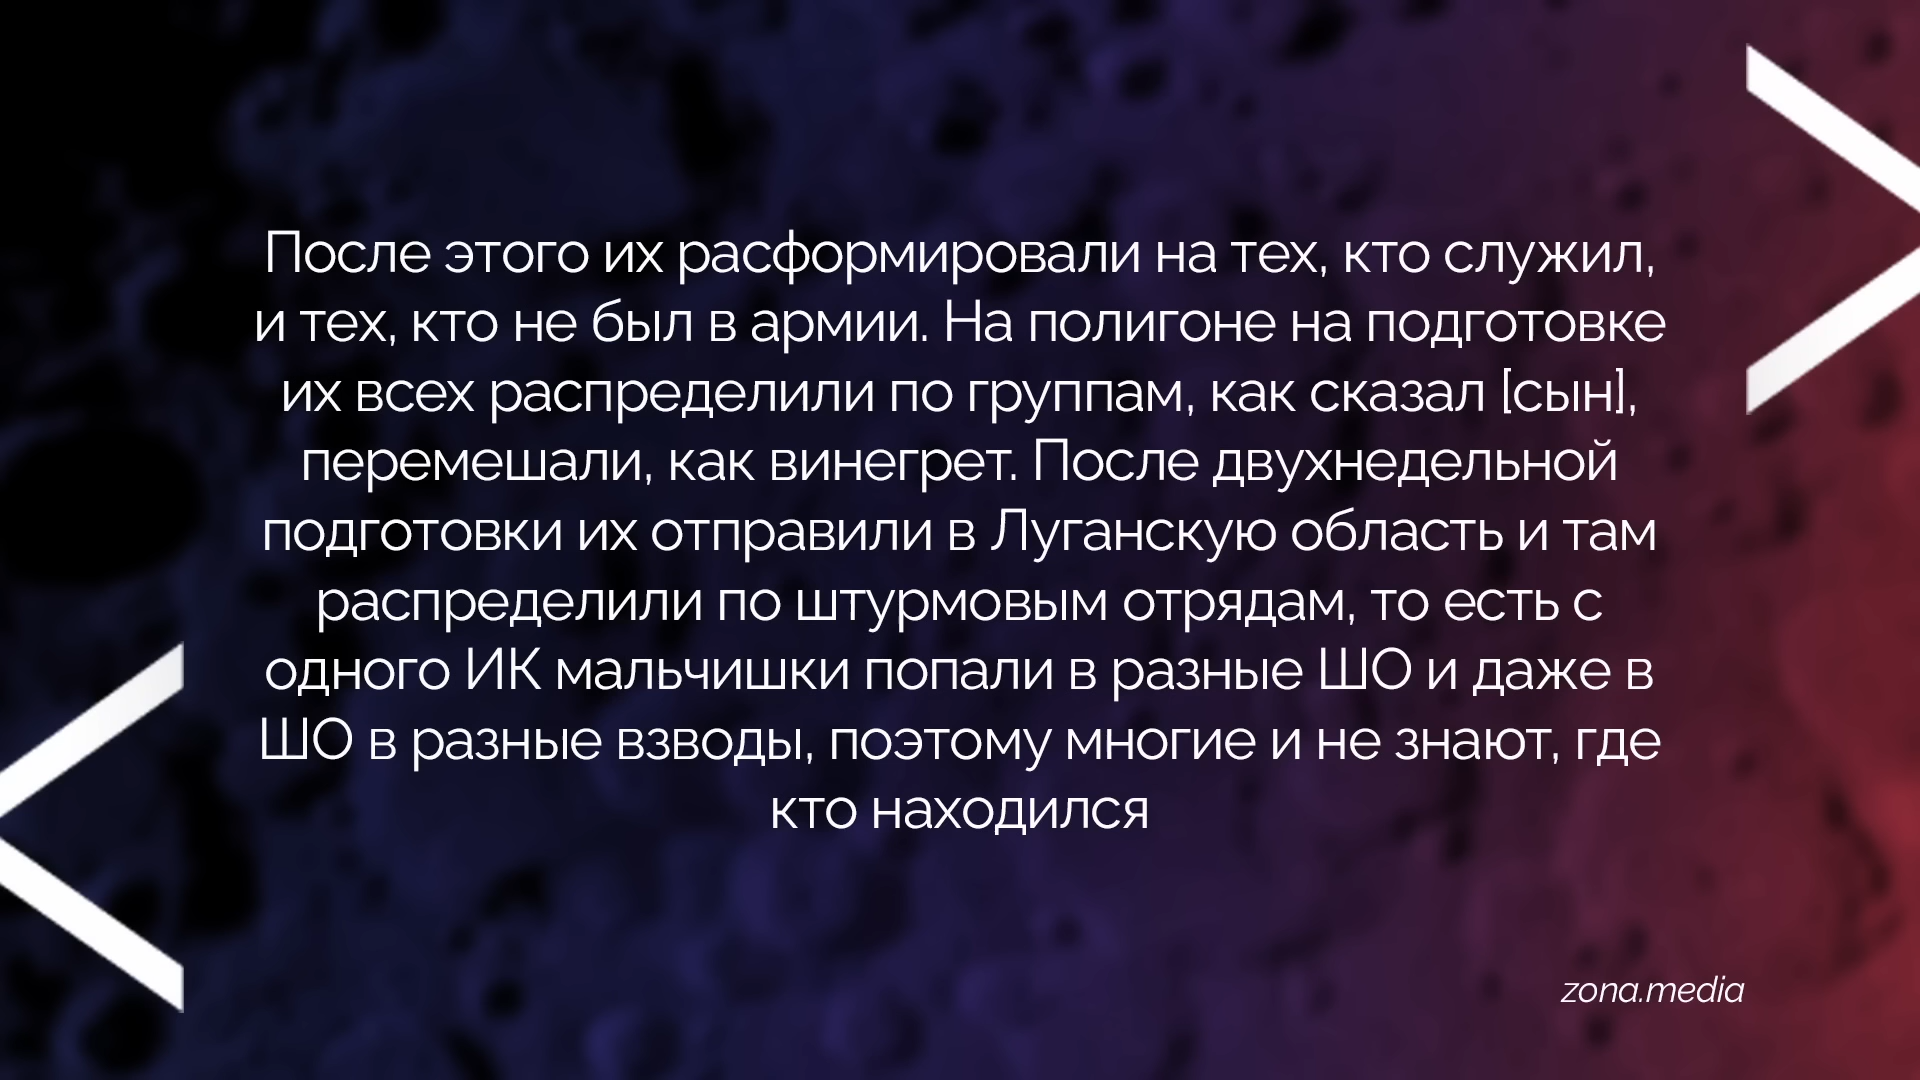 После этого их расформировали на тех, кто служил,
и тех, кто не был в армии. На полигоне на подготовке
их всех распределили по группам, как сказал [сын],
перемешали, как винегрет. После двухнедельной
подготовки их отправили в Луганскую область и там
распределили по штурмовым отрядам, то есть с
одного ИК мальчишки попали в разные ШО и даже в
ШО в разные взводы, поэтому многие и не знают, где
кто находился
zona.media